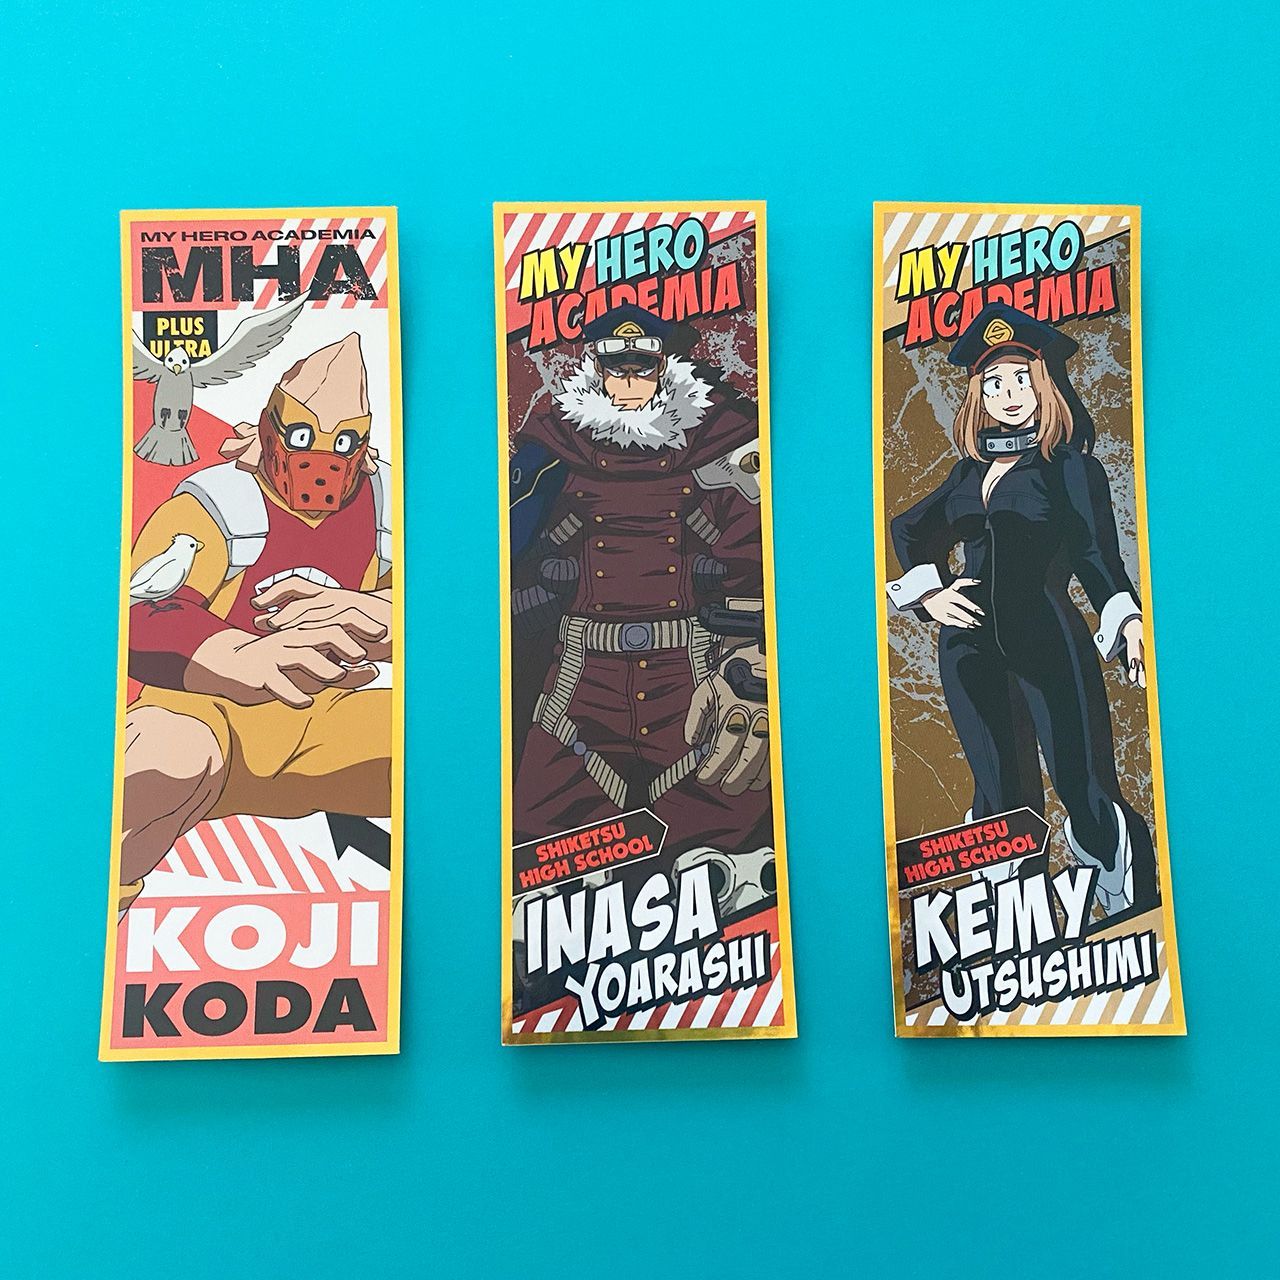 MY HERO ACADEMIA
MHA
PLUS
ULTRA
KOJI
KODA
MY HERO
ACADEMIA
SHIKETSU
HIGH SCHOOL
INASA
YOARASHI
MY HERO
ACADEMIA
SHIKETSU
HIGH SCHOOL
KEMY
UTSUSHIMI